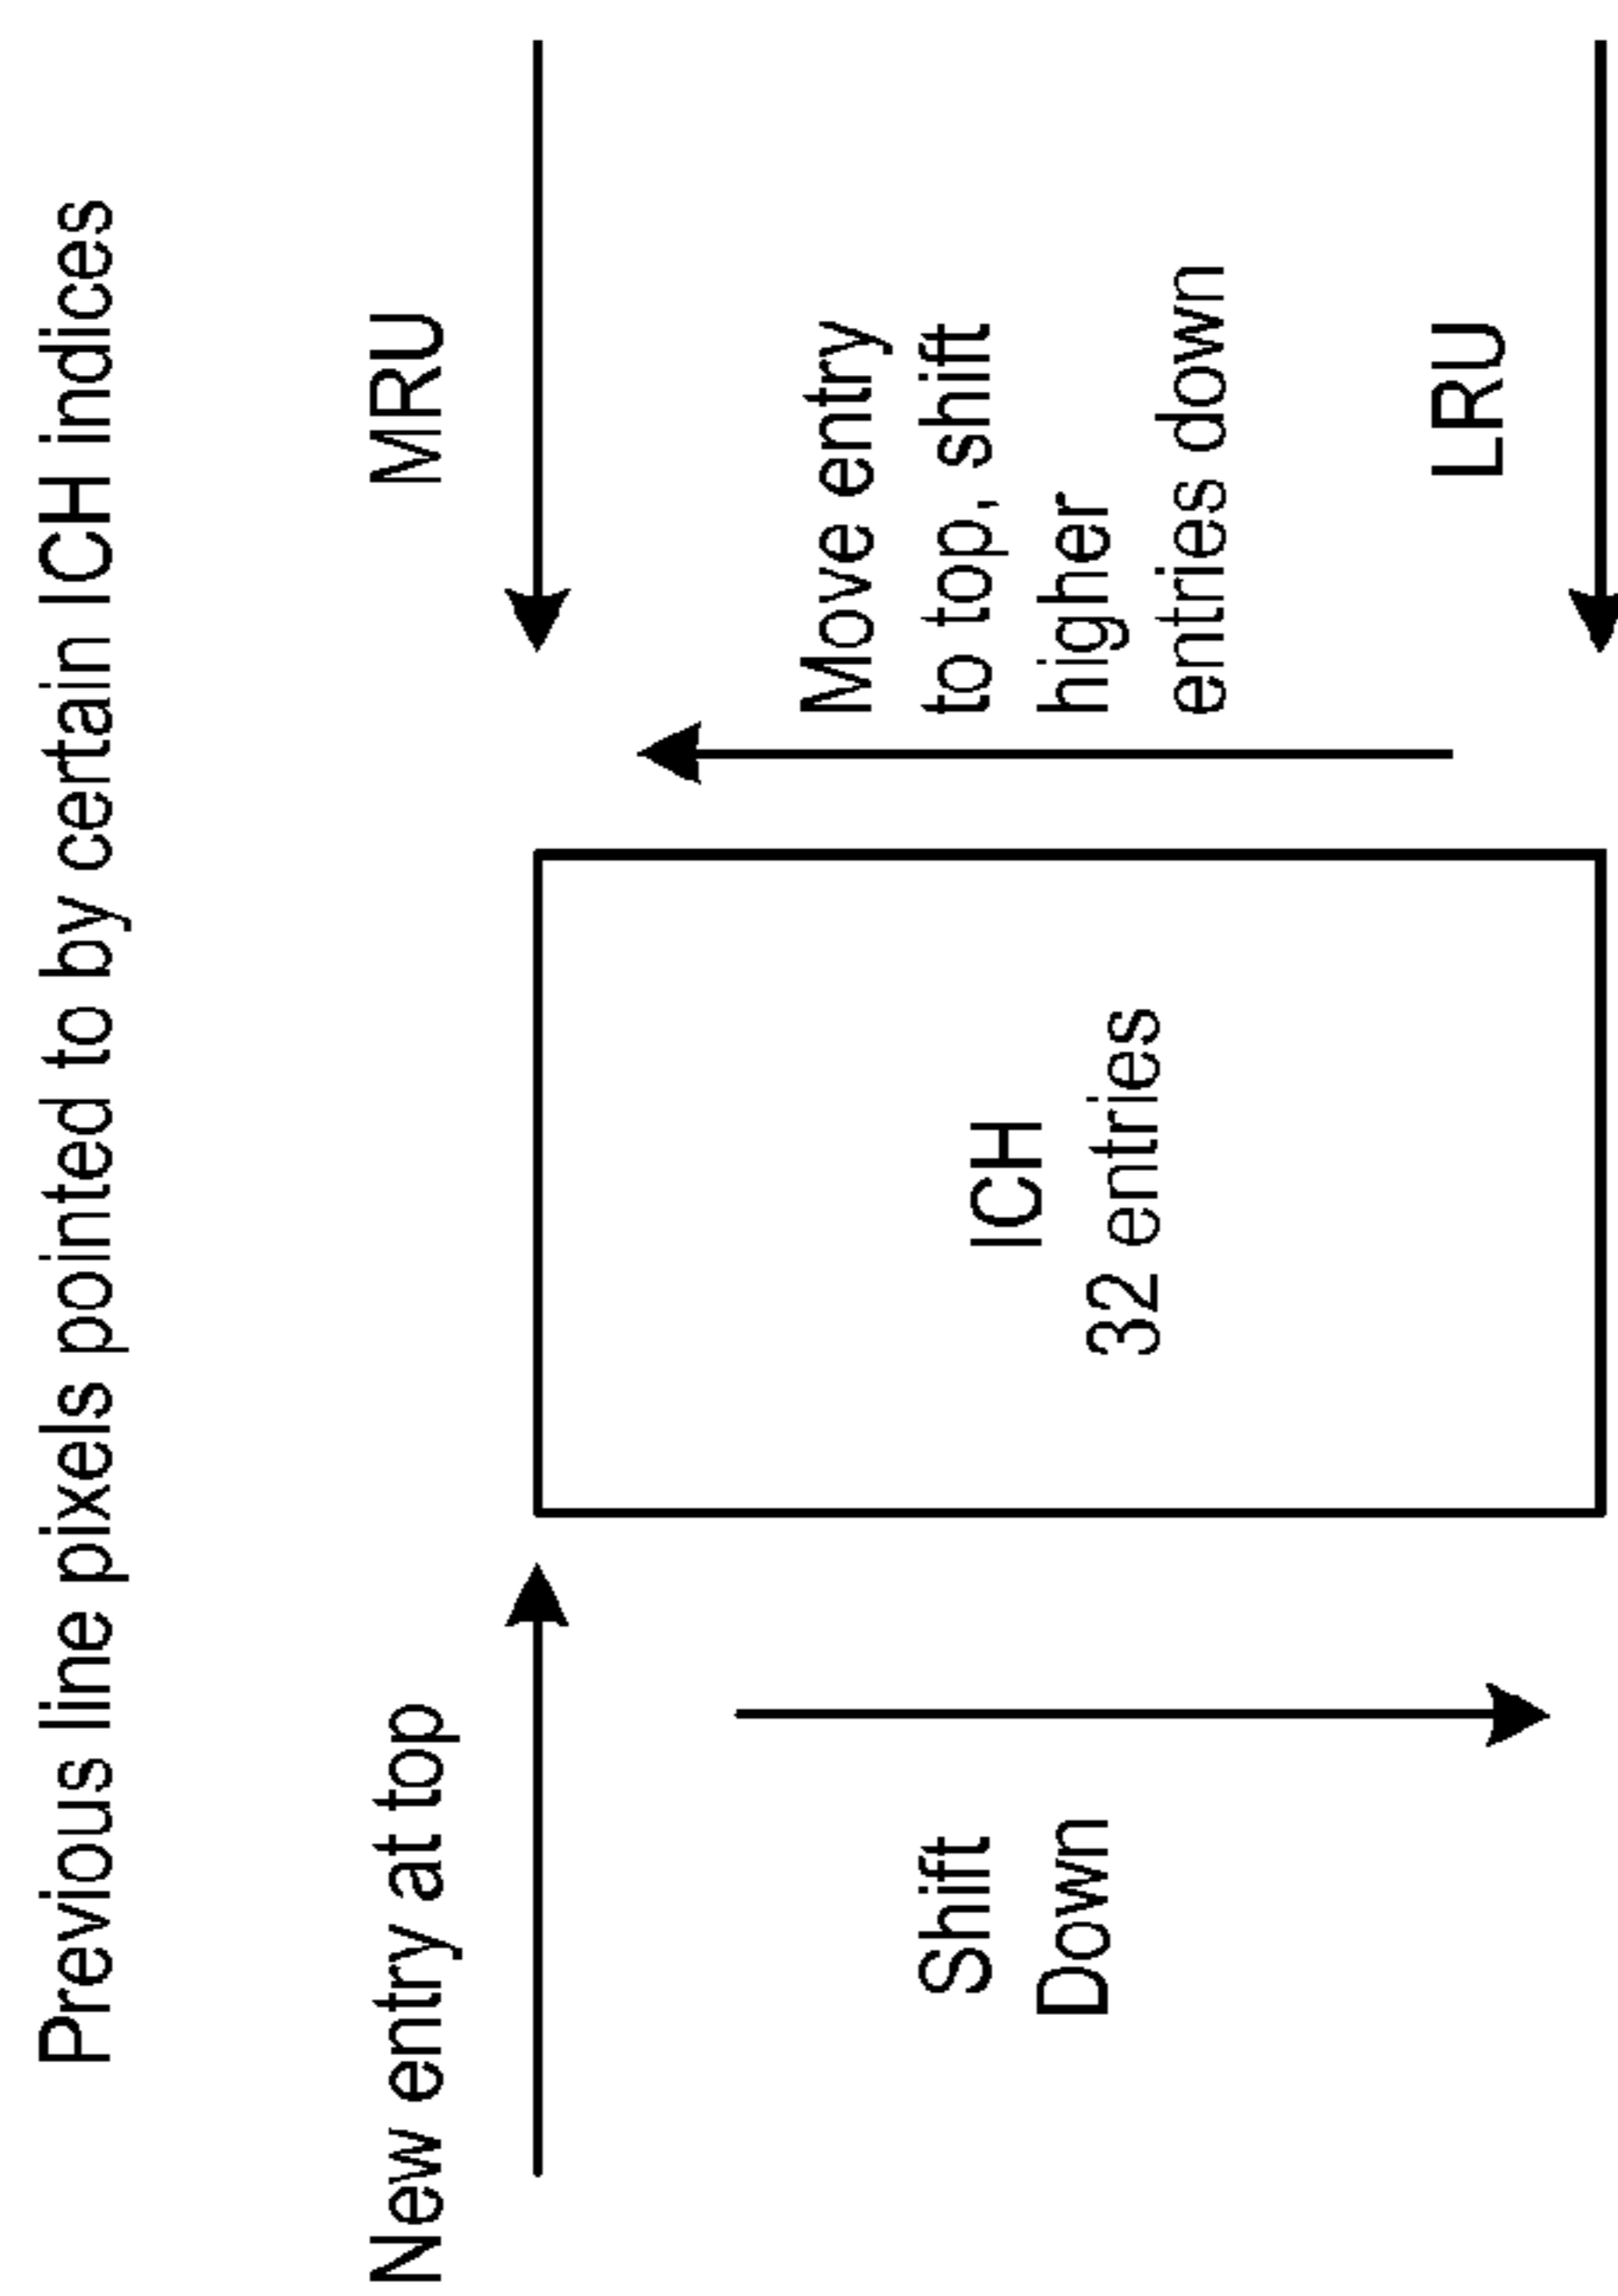 Previous line pixels pointed to by certain ICH indices
New entry at top
MRU
Shift
Down
ICH
32 entries
Move entry
to top, shift
higher
entries down
LRU